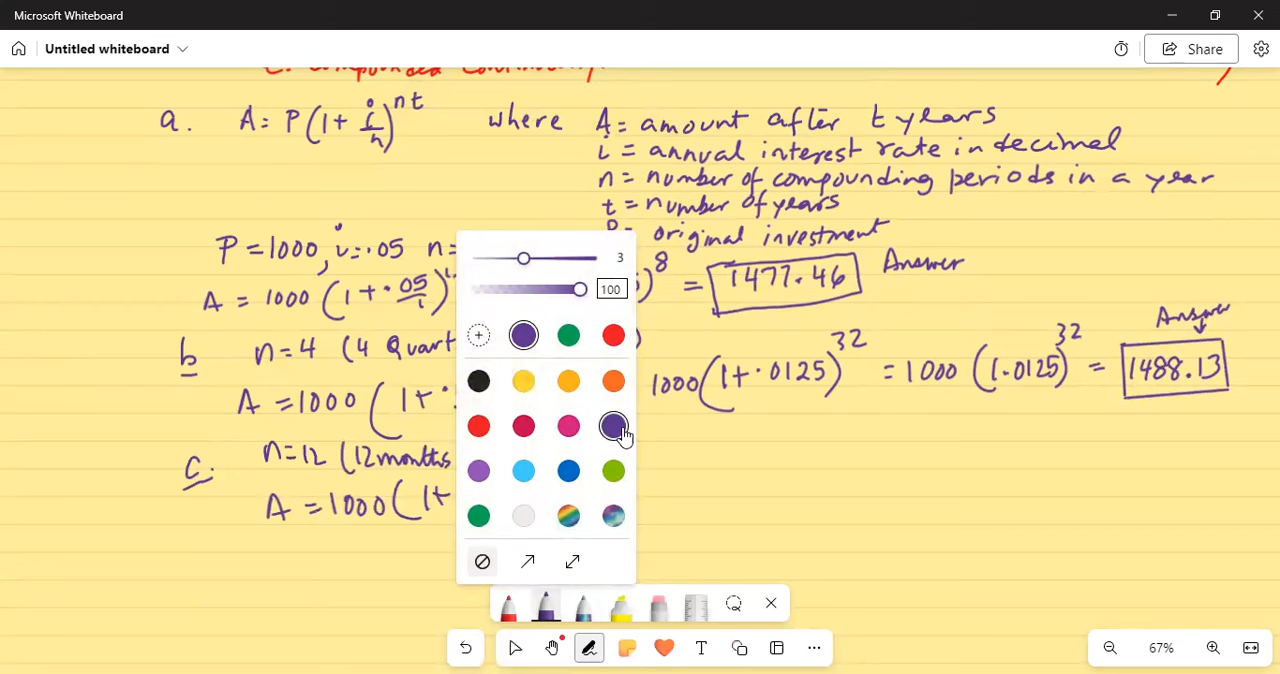 Microsoft Whiteboard
Untitled whiteboard
Share
a. A = P(1 + i/n)^nt where A = amount after t years
i = annual interest rate in decimal
n = number of compounding periods in a year
t = number of years
P = original investment
P = 1000, i = .05 n =
3
A = 1000 (1 + .05/1) )^8 = 1477.46 Answer
100
b n = 4 (4 Quart )
Answer
A = 1000 (1 + . 1000(1 + .0125)^32 = 1000 (1.0125)^32 = 1488.13
c. n = 12 (12 months
A = 1000 (1 +
67%